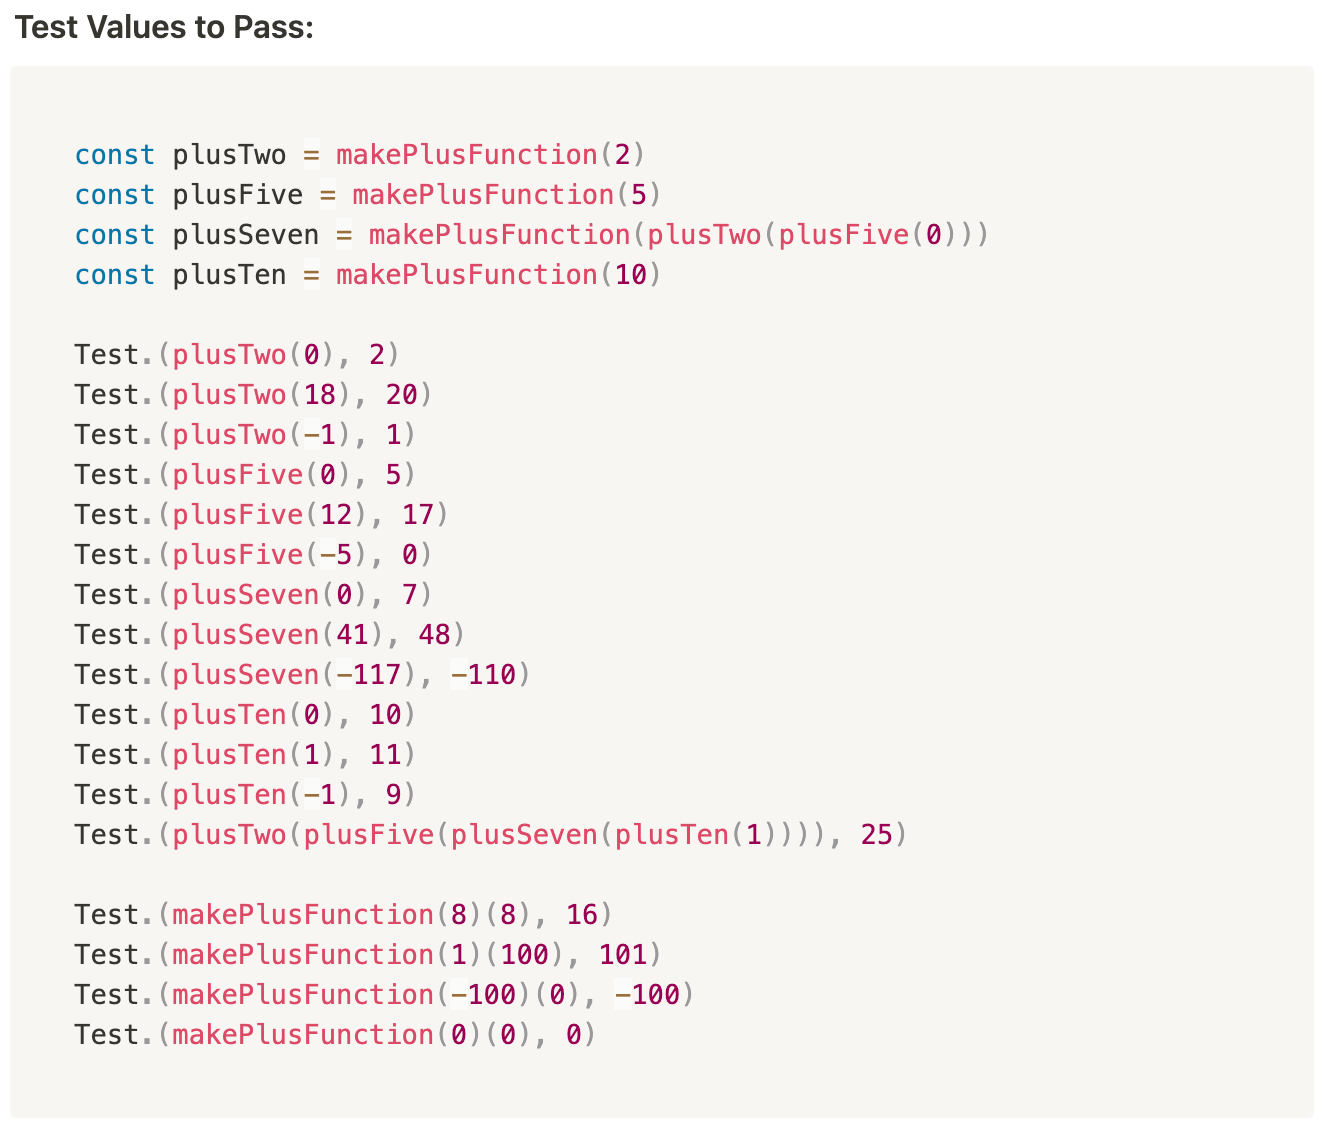 Test Values to Pass:
const plusTwo = makePlusFunction(2)
const plusFive = makePlusFunction(5)
const plusSeven = makePlusFunction(plusTwo(plusFive(0)))
const plusTen = makePlusFunction(10)
Test.(plusTwo(0), 2)
Test.(plusTwo(18), 20)
Test.(plusTwo(-1), 1)
Test.(plusFive(0), 5)
Test.(plusFive(12), 17)
Test.(plusFive(-5), 0)
Test.(plusSeven(0), 7)
Test.(plusSeven(41), 48)
Test.(plusSeven(-117), -110)
Test.(plusTen(0), 10)
Test.(plusTen(1), 11)
Test.(plusTen(-1), 9)
Test.(plusTwo(plusFive(plusSeven(plusTen(1)))), 25)
Test.(makePlusFunction(8)(8), 16)
Test.(makePlusFunction(1)(100), 101)
Test.(makePlusFunction(-100)(0), -100)
Test.(makePlusFunction(0)(0), 0)